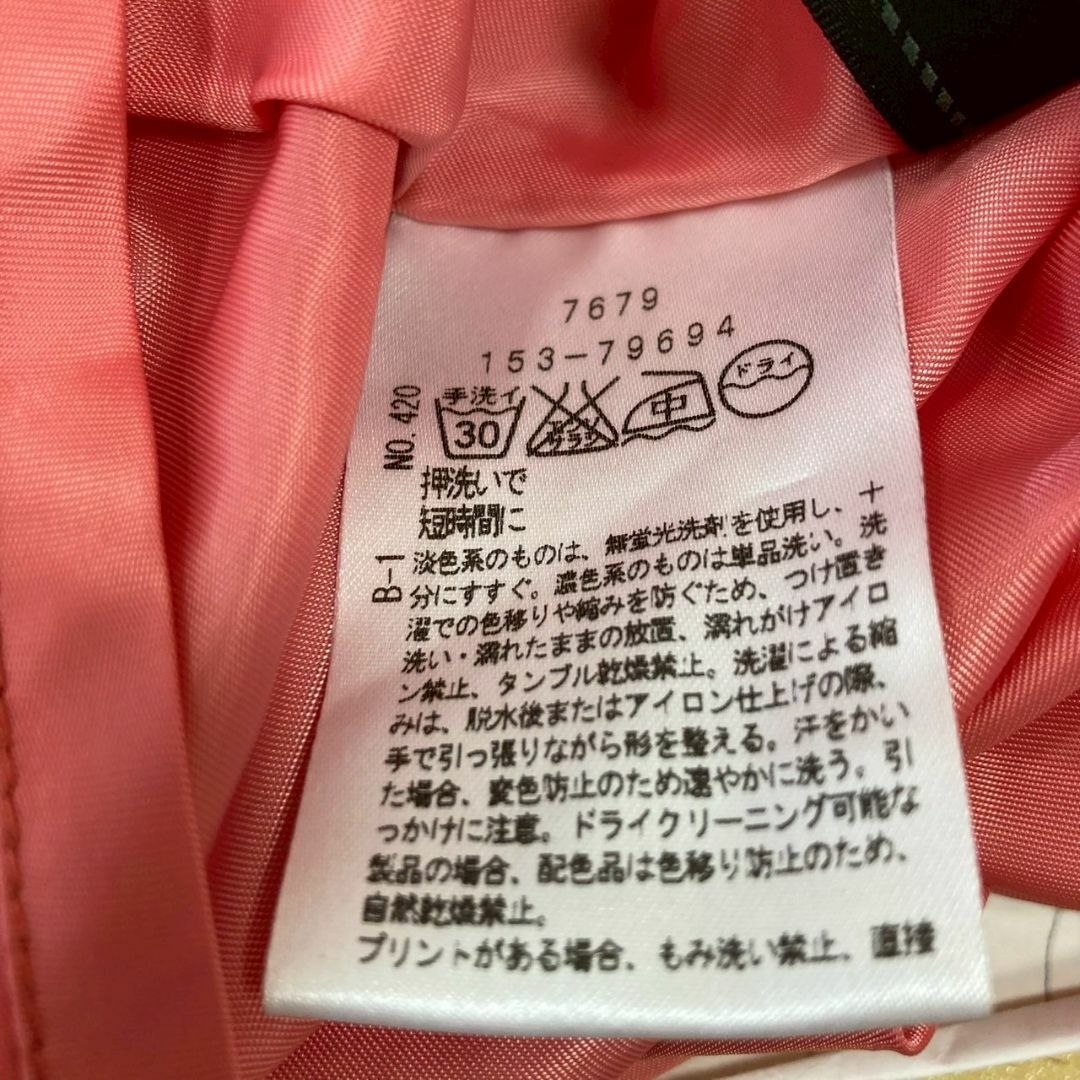 7679
153-79694
NO. 420
手洗イ
30
エンソ
サラシ
中
ドライ
押洗いで
短時間に
B-1
淡色系のものは、無蛍光洗剤を使用し、十
分にすすぐ。濃色系のものは単品洗い。洗
濯での色移りや縮みを防ぐため、つけ置き
洗い・濡れたままの放置、濡れがけアイロ
ン禁止、タンブル乾燥禁止。洗濯による縮
みは、脱水後またはアイロン仕上げの際、
手で引っ張りながら形を整える。汗をかい
た場合、変色防止のため速やかに洗う。引
っかけに注意。ドライクリーニング可能な
製品の場合、配色品は色移り防止のため、
自然乾燥禁止。
プリントがある場合、もみ洗い禁止、直接